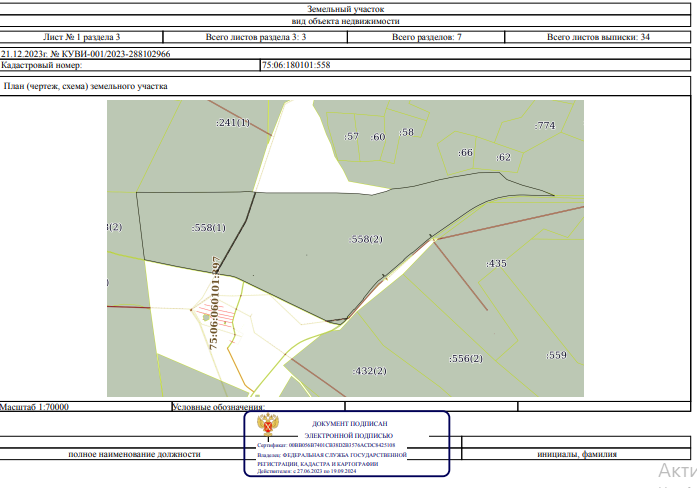 Земельный участок
вид объекта недвижимости
Лист № 1 раздела 3 Всего листов раздела 3: 3 Всего разделов: 7 Всего листов выписки: 34
21.12.2023г. № КУВИ-001/2023-288102966
Кадастровый номер: 75:06:180101:558
План (чертеж, схема) земельного участка
:241(1)
:57 :60 :58
:774
:66 :62
(2)
:558(1)
:558(2)
:435
75:06:060101:397
:432(2)
:556(2)
:559
Масштаб 1:70000 Условные обозначения:
ДОКУМЕНТ ПОДПИСАН
ЭЛЕКТРОННОЙ ПОДПИСЬЮ
Сертификат:
Владелец: ФЕДЕРАЛЬНАЯ СЛУЖБА ГОСУДАРСТВЕННОЙ
РЕГИСТРАЦИИ, КАДАСТРА И КАРТОГРАФИИ
Действителен: с 27.06.2023 по 19.09.2024
полное наименование должности инициалы, фамилия
Акти